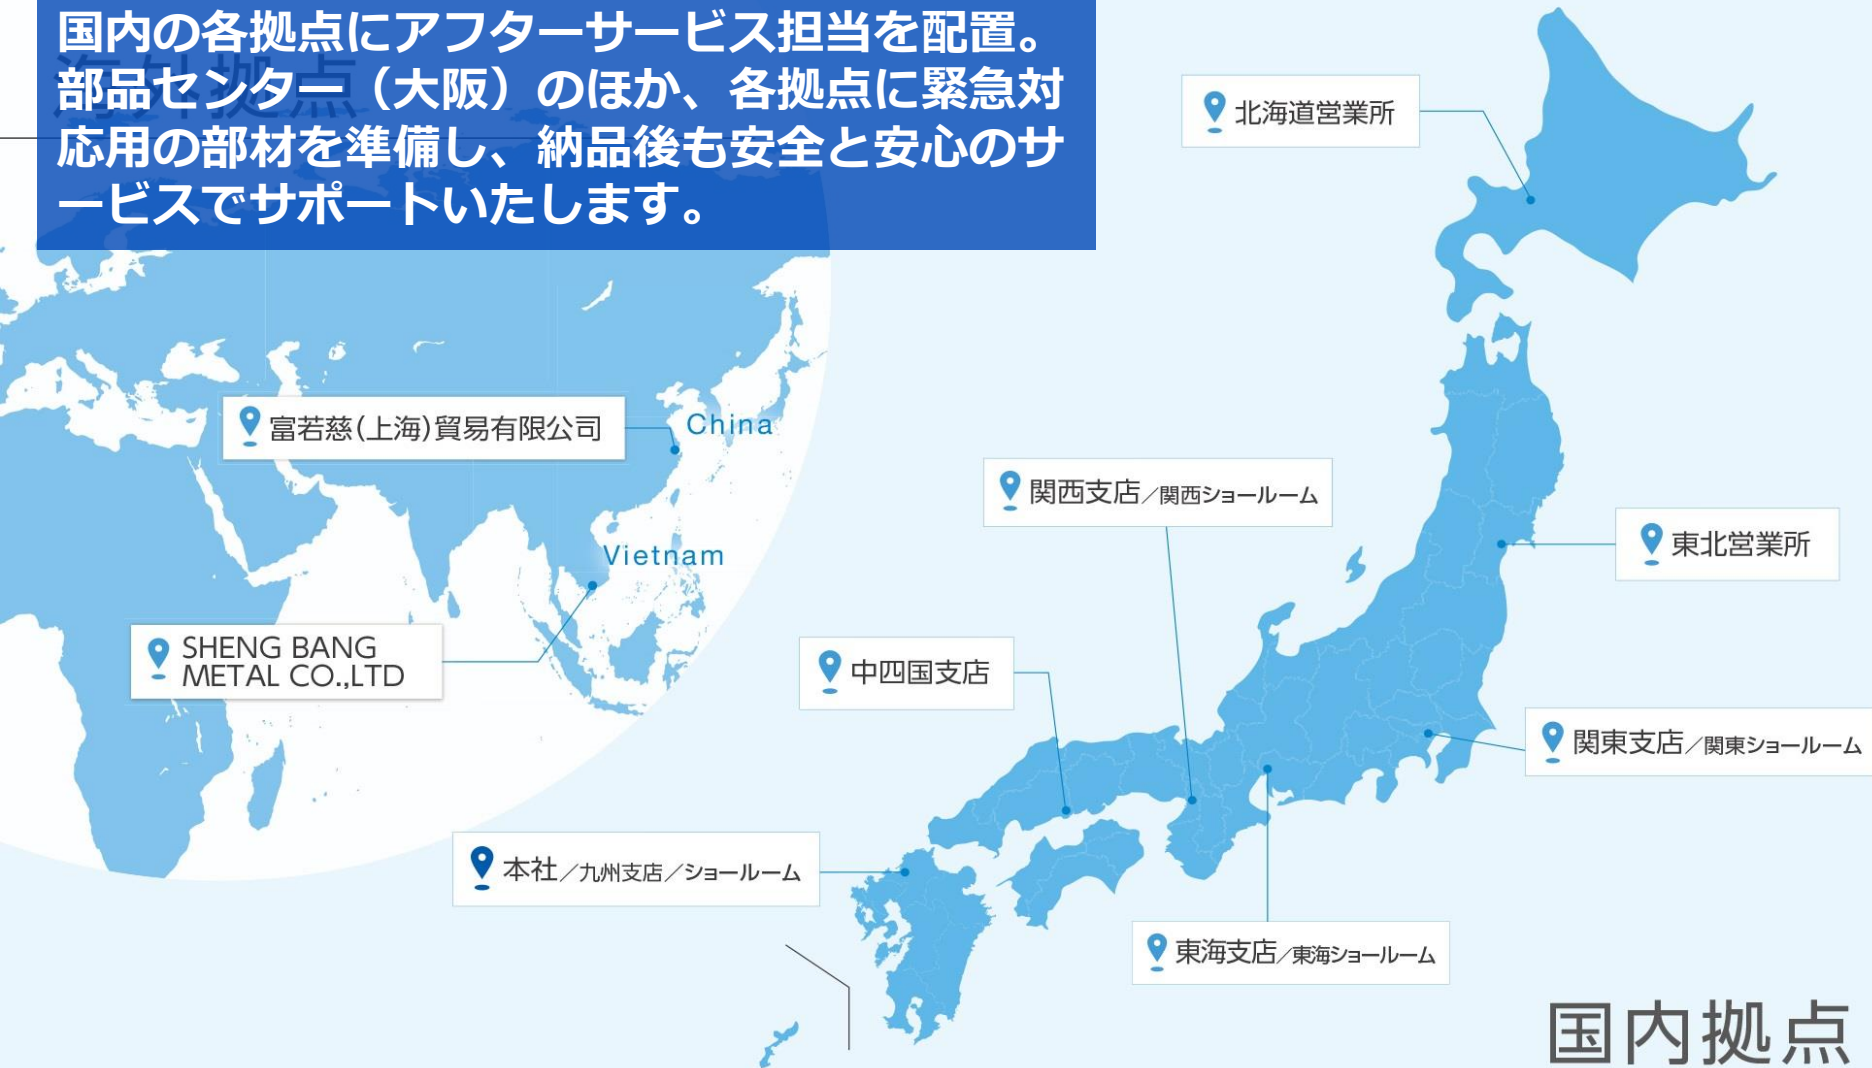 国内の各拠点にアフターサービス担当を配置。
部品センター（大阪）のほか、各拠点に緊急対
応用の部材を準備し、納品後も安全と安心のサ
ービスでサポートいたします。
海外拠点
北海道営業所
富若慈(上海)貿易有限公司
China
関西支店／関西ショールーム
東北営業所
Vietnam
SHENG BANG
METAL CO.,LTD
中四国支店
関東支店／関東ショールーム
本社／九州支店／ショールーム
東海支店／東海ショールーム
国内拠点